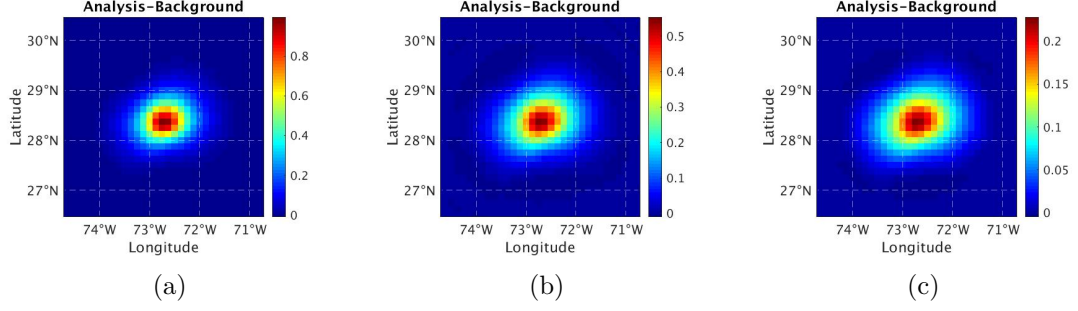 Analysis-Background
30°N
29°N
28°N
27°N
Latitude
74°W 73°W 72°W 71°W
Longitude
0.8
0.6
0.4
0.2
0
(a)
Analysis-Background
30°N
29°N
28°N
27°N
Latitude
74°W 73°W 72°W 71°W
Longitude
0.5
0.4
0.3
0.2
0.1
0
(b)
Analysis-Background
30°N
29°N
28°N
27°N
Latitude
74°W 73°W 72°W 71°W
Longitude
0.2
0.15
0.1
0.05
0
(c)